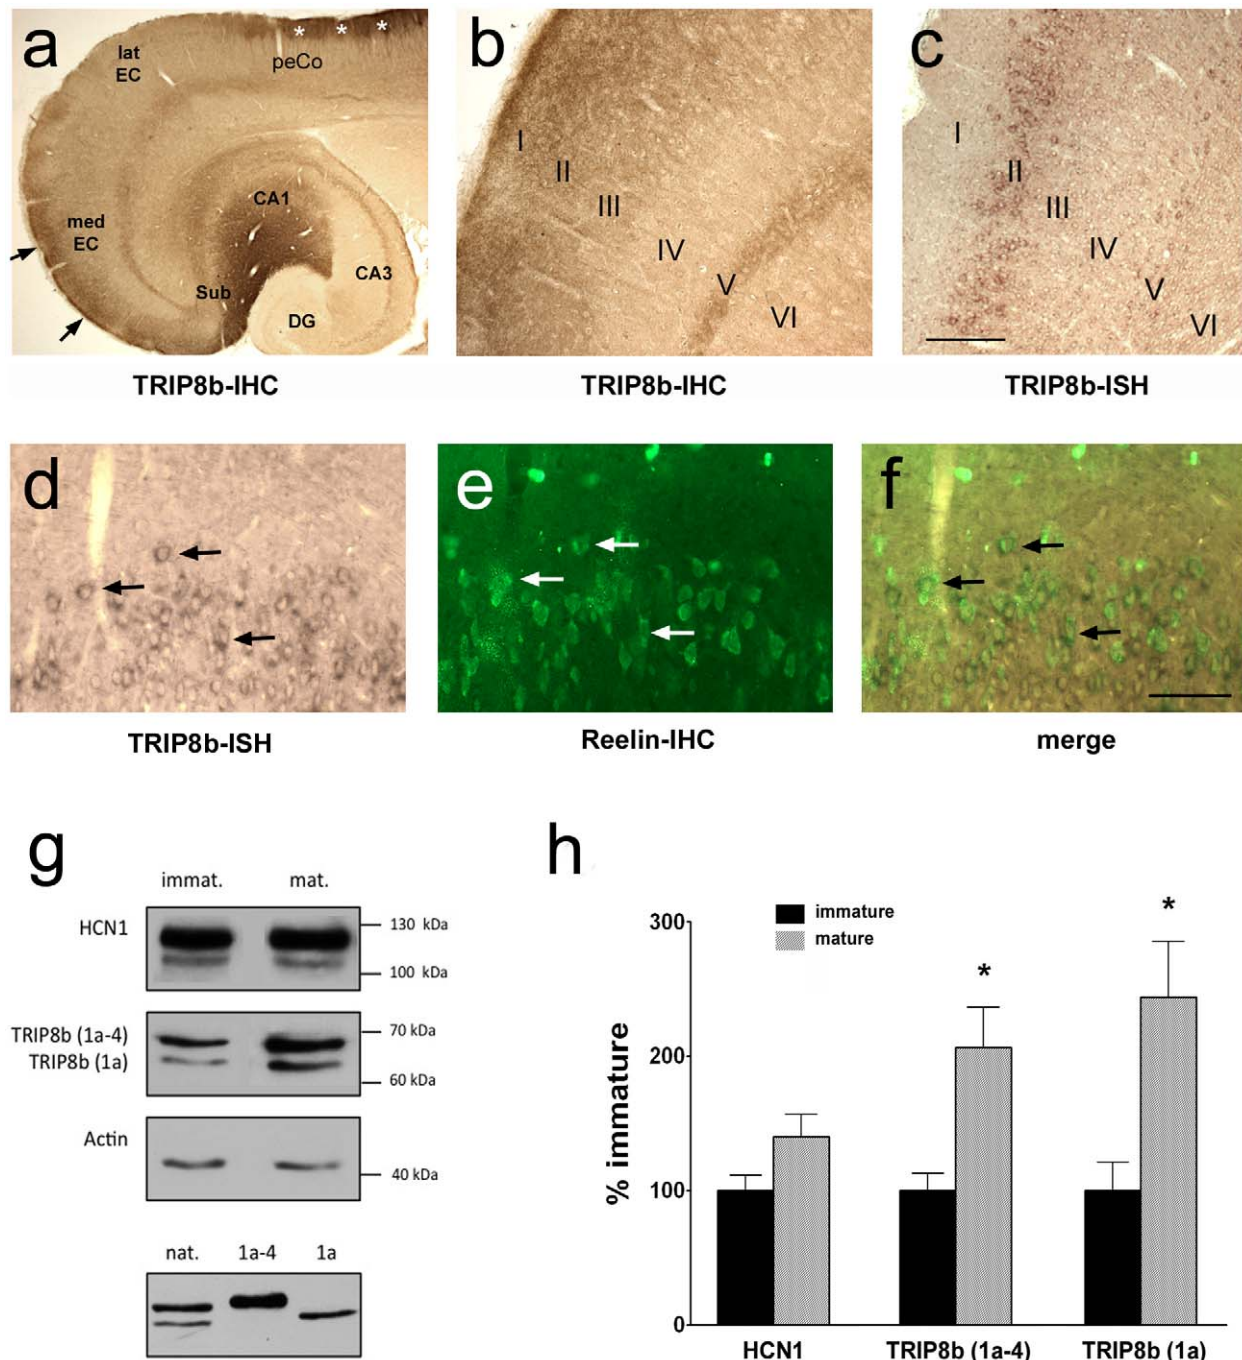 a
lat
EC
* * *
peCo
med
EC
CA1
CA3
Sub
DG
TRIP8b-IHC
b
I
II
III
IV
V
VI
TRIP8b-IHC
c
I
II
III
IV
V
VI
TRIP8b-ISH
d
TRIP8b-ISH
e
Reelin-IHC
f
merge
g
immat. mat.
HCN1
130 kDa
100 kDa
TRIP8b (1a-4)
TRIP8b (1a)
70 kDa
60 kDa
Actin
40 kDa
nat. 1a-4 1a
h
immature
mature
% immature
300
200
100
0
*
*
HCN1 TRIP8b (1a-4) TRIP8b (1a)